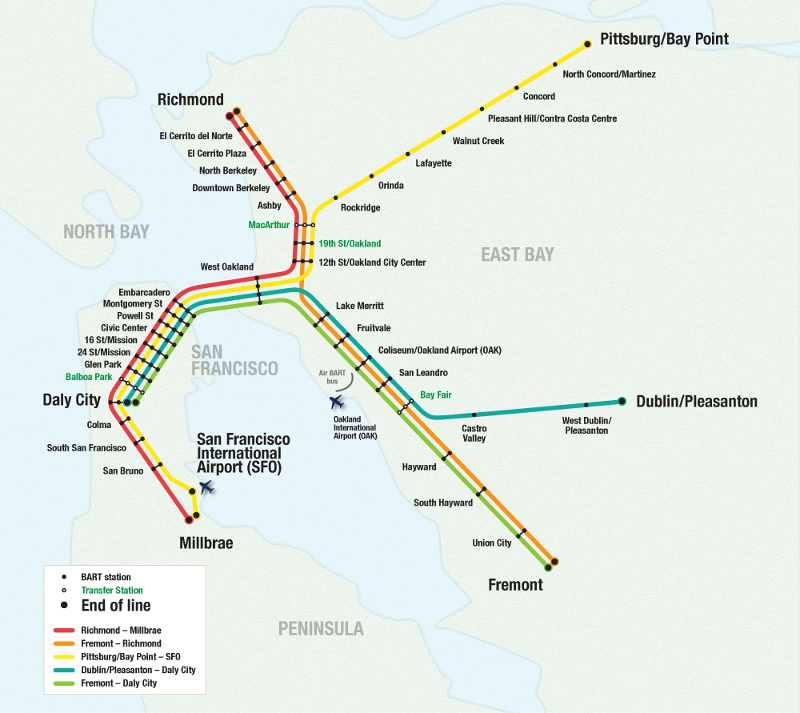 Pittsburg/Bay Point
North Concord/Martinez
Concord
Pleasant Hill/Contra Costa Centre
Walnut Creek
Lafayette
Orinda
Rockridge
Richmond
El Cerrito del Norte
El Cerrito Plaza
North Berkeley
Downtown Berkeley
Ashby
MacArthur
19th St/Oakland
12th St/Oakland City Center
NORTH BAY
EAST BAY
West Oakland
Embarcadero
Montgomery St
Powell St
Civic Center
16 St/Mission
24 St/Mission
Glen Park
Balboa Park
Daly City
SAN
FRANCISCO
Lake Merritt
Fruitvale
Coliseum/Oakland Airport (OAK)
San Leandro
Bay Fair
Air BART
bus
Oakland
International
Airport (OAK)
Castro
Valley
West Dublin/
Pleasanton
Dublin/Pleasanton
Colma
South San Francisco
San Bruno
San Francisco
International
Airport (SFO)
Millbrae
Hayward
South Hayward
Union City
Fremont
PENINSULA
BART station
Transfer Station
End of line
Richmond – Millbrae
Fremont – Richmond
Pittsburg/Bay Point – SFO
Dublin/Pleasanton – Daly City
Fremont – Daly City